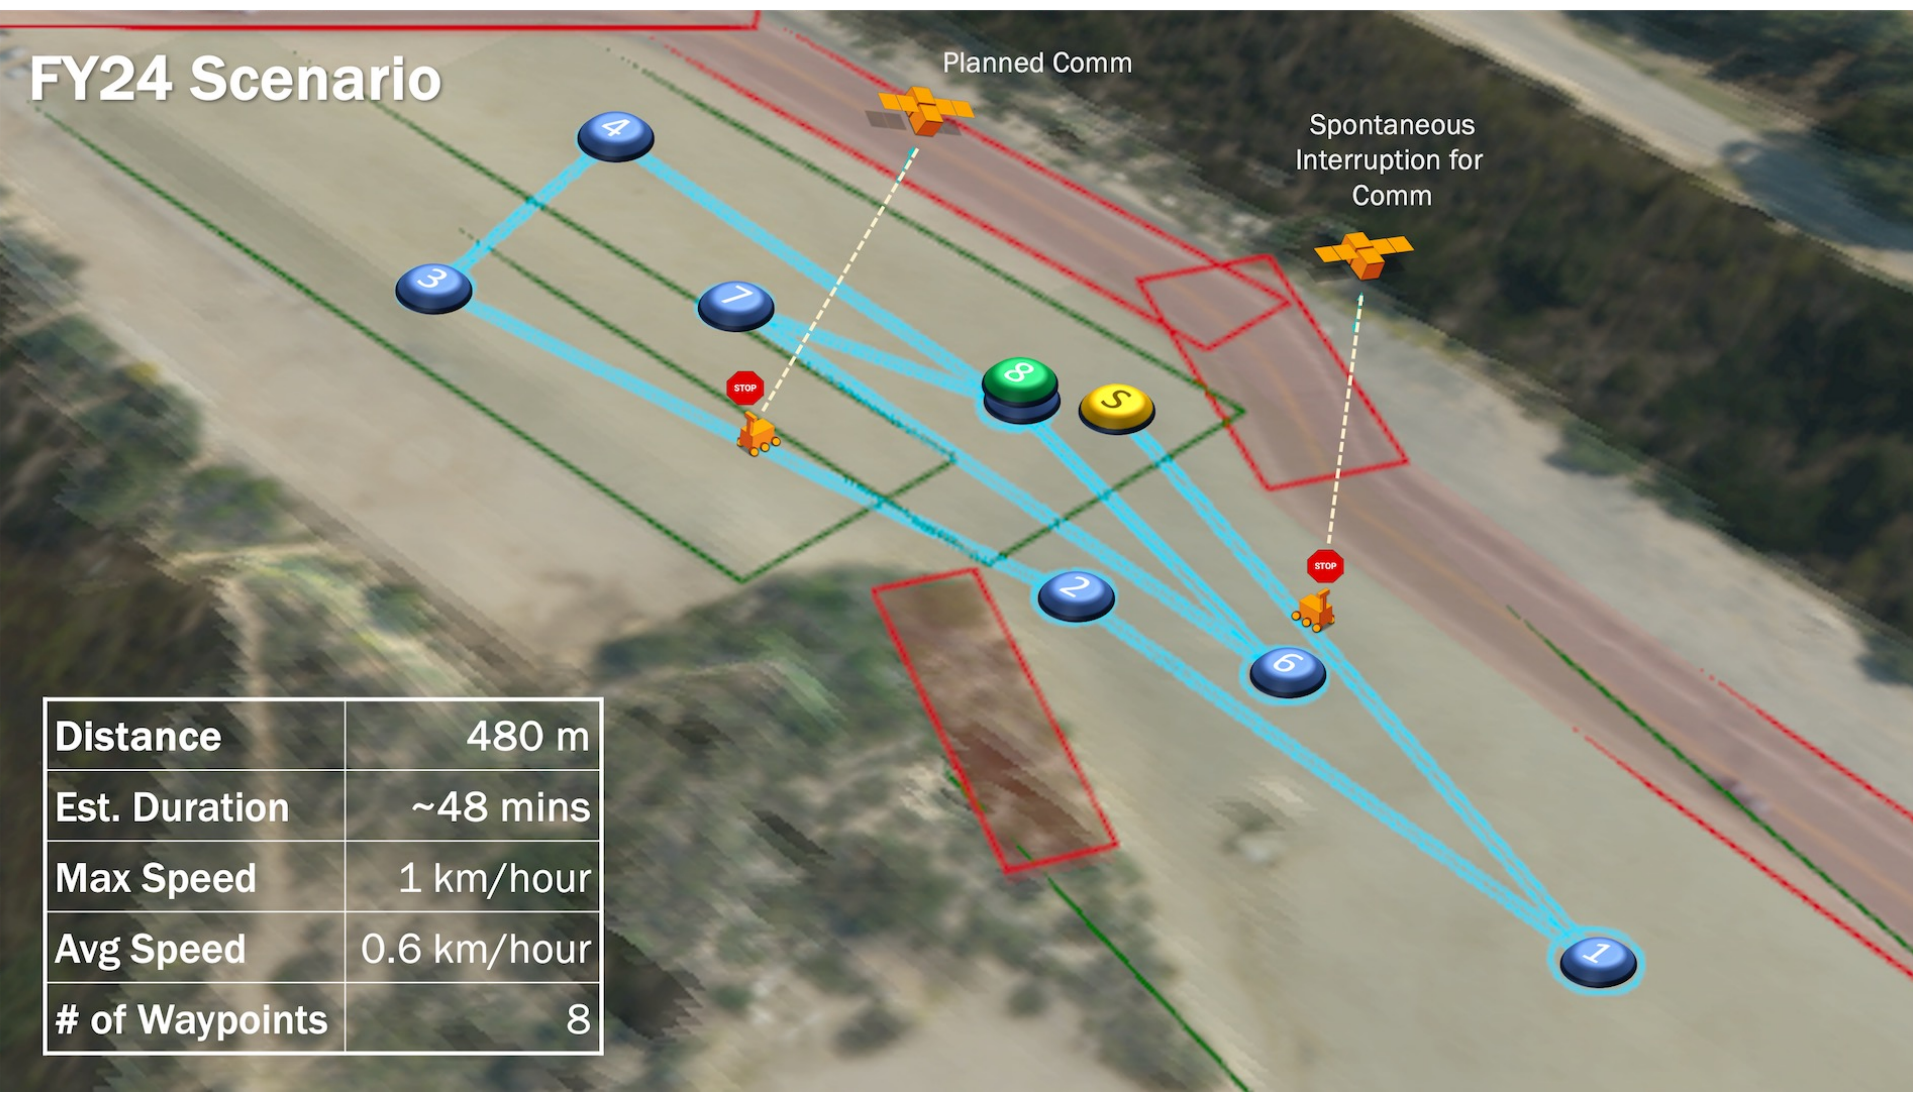 FY24 Scenario
Planned Comm
Spontaneous
Interruption for
Comm
4
3
7
8
S
STOP
STOP
2
6
1
Distance 480 m
Est. Duration ~48 mins
Max Speed 1 km/hour
Avg Speed 0.6 km/hour
# of Waypoints 8